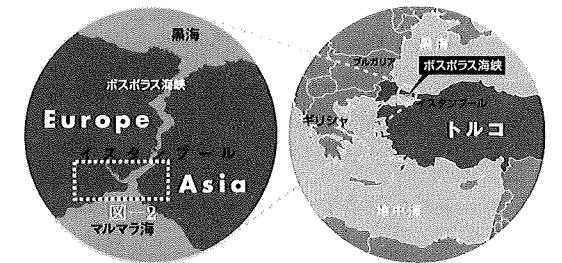 黒海
ボスポラス海峡
Europe
イスタンブール
Asia
図－2
マルマラ海
黒海
ブルガリア
ボスポラス海峡
イスタンブール
ギリシャ
トルコ
地中海